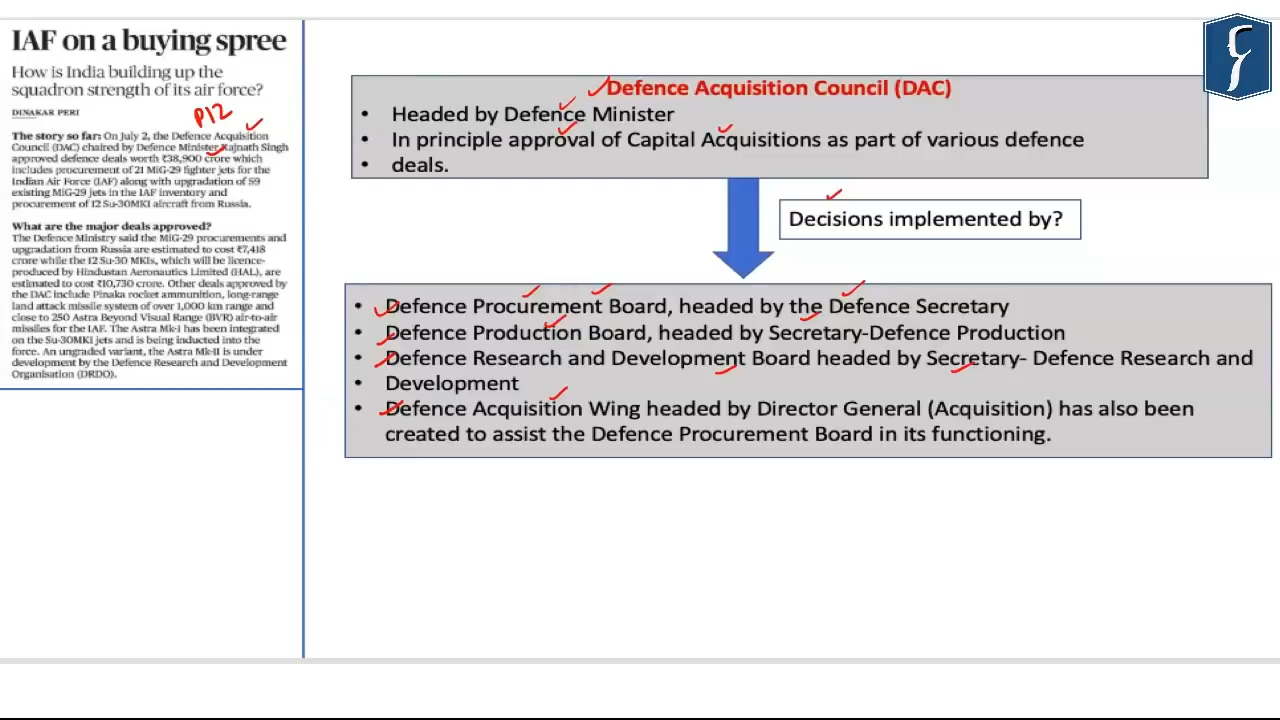 IAF on a buying spree
How is India building up the
squadron strength of its air force?
DINAKAR PERI
P12
The story so far: On July 2, the Defence Acquisition
Council (DAC) chaired by Defence Minister Rajnath Singh
approved defence deals worth ₹38,900 crore which
includes procurement of 21 MiG-29 fighter jets for the
Indian Air Force (IAF) along with upgradation of 59
existing MiG-29 jets in the IAF inventory and
procurement of 12 Su-30MKI aircraft from Russia.
What are the major deals approved?
The Defence Ministry said the MiG-29 procurements and
upgradation from Russia are estimated to cost ₹7,418
crore while the 12 Su-30 MKIs, which will be licence-
produced by Hindustan Aeronautics Limited (HAL), are
estimated to cost ₹10,730 crore. Other deals approved by
the DAC include Pinaka rocket ammunition, long-range
land attack missile system of over 1,000 km range and
close to 250 Astra Beyond Visual Range (BVR) air-to-air
missiles for the IAF. The Astra Mk-I has been integrated
on the Su-30MKI jets and is being inducted into the
force. An ungraded variant, the Astra Mk-II is under
development by the Defence Research and Development
Organisation (DRDO).
Defence Acquisition Council (DAC)
• Headed by Defence Minister
• In principle approval of Capital Acquisitions as part of various defence
• deals.
Decisions implemented by?
• Defence Procurement Board, headed by the Defence Secretary
• Defence Production Board, headed by Secretary-Defence Production
• Defence Research and Development Board headed by Secretary- Defence Research and
• Development
• Defence Acquisition Wing headed by Director General (Acquisition) has also been
created to assist the Defence Procurement Board in its functioning.